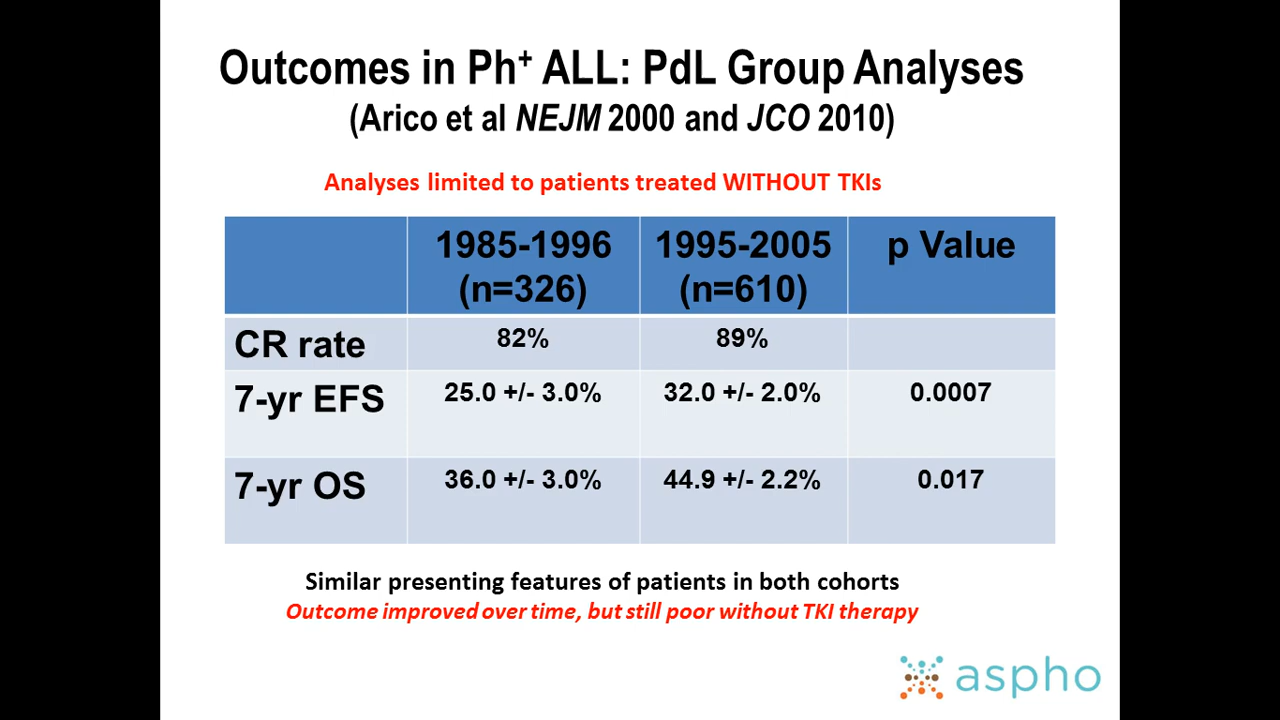 Outcomes in Ph+ ALL: PdL Group Analyses
(Arico et al NEJM 2000 and JCO 2010)
Analyses limited to patients treated WITHOUT TKIs
1985-1996 1995-2005 p Value
(n=326) (n=610)
CR rate 82% 89%
7-yr EFS 25.0 +/- 3.0% 32.0 +/- 2.0% 0.0007
7-yr OS 36.0 +/- 3.0% 44.9 +/- 2.2% 0.017
Similar presenting features of patients in both cohorts
Outcome improved over time, but still poor without TKI therapy
aspho